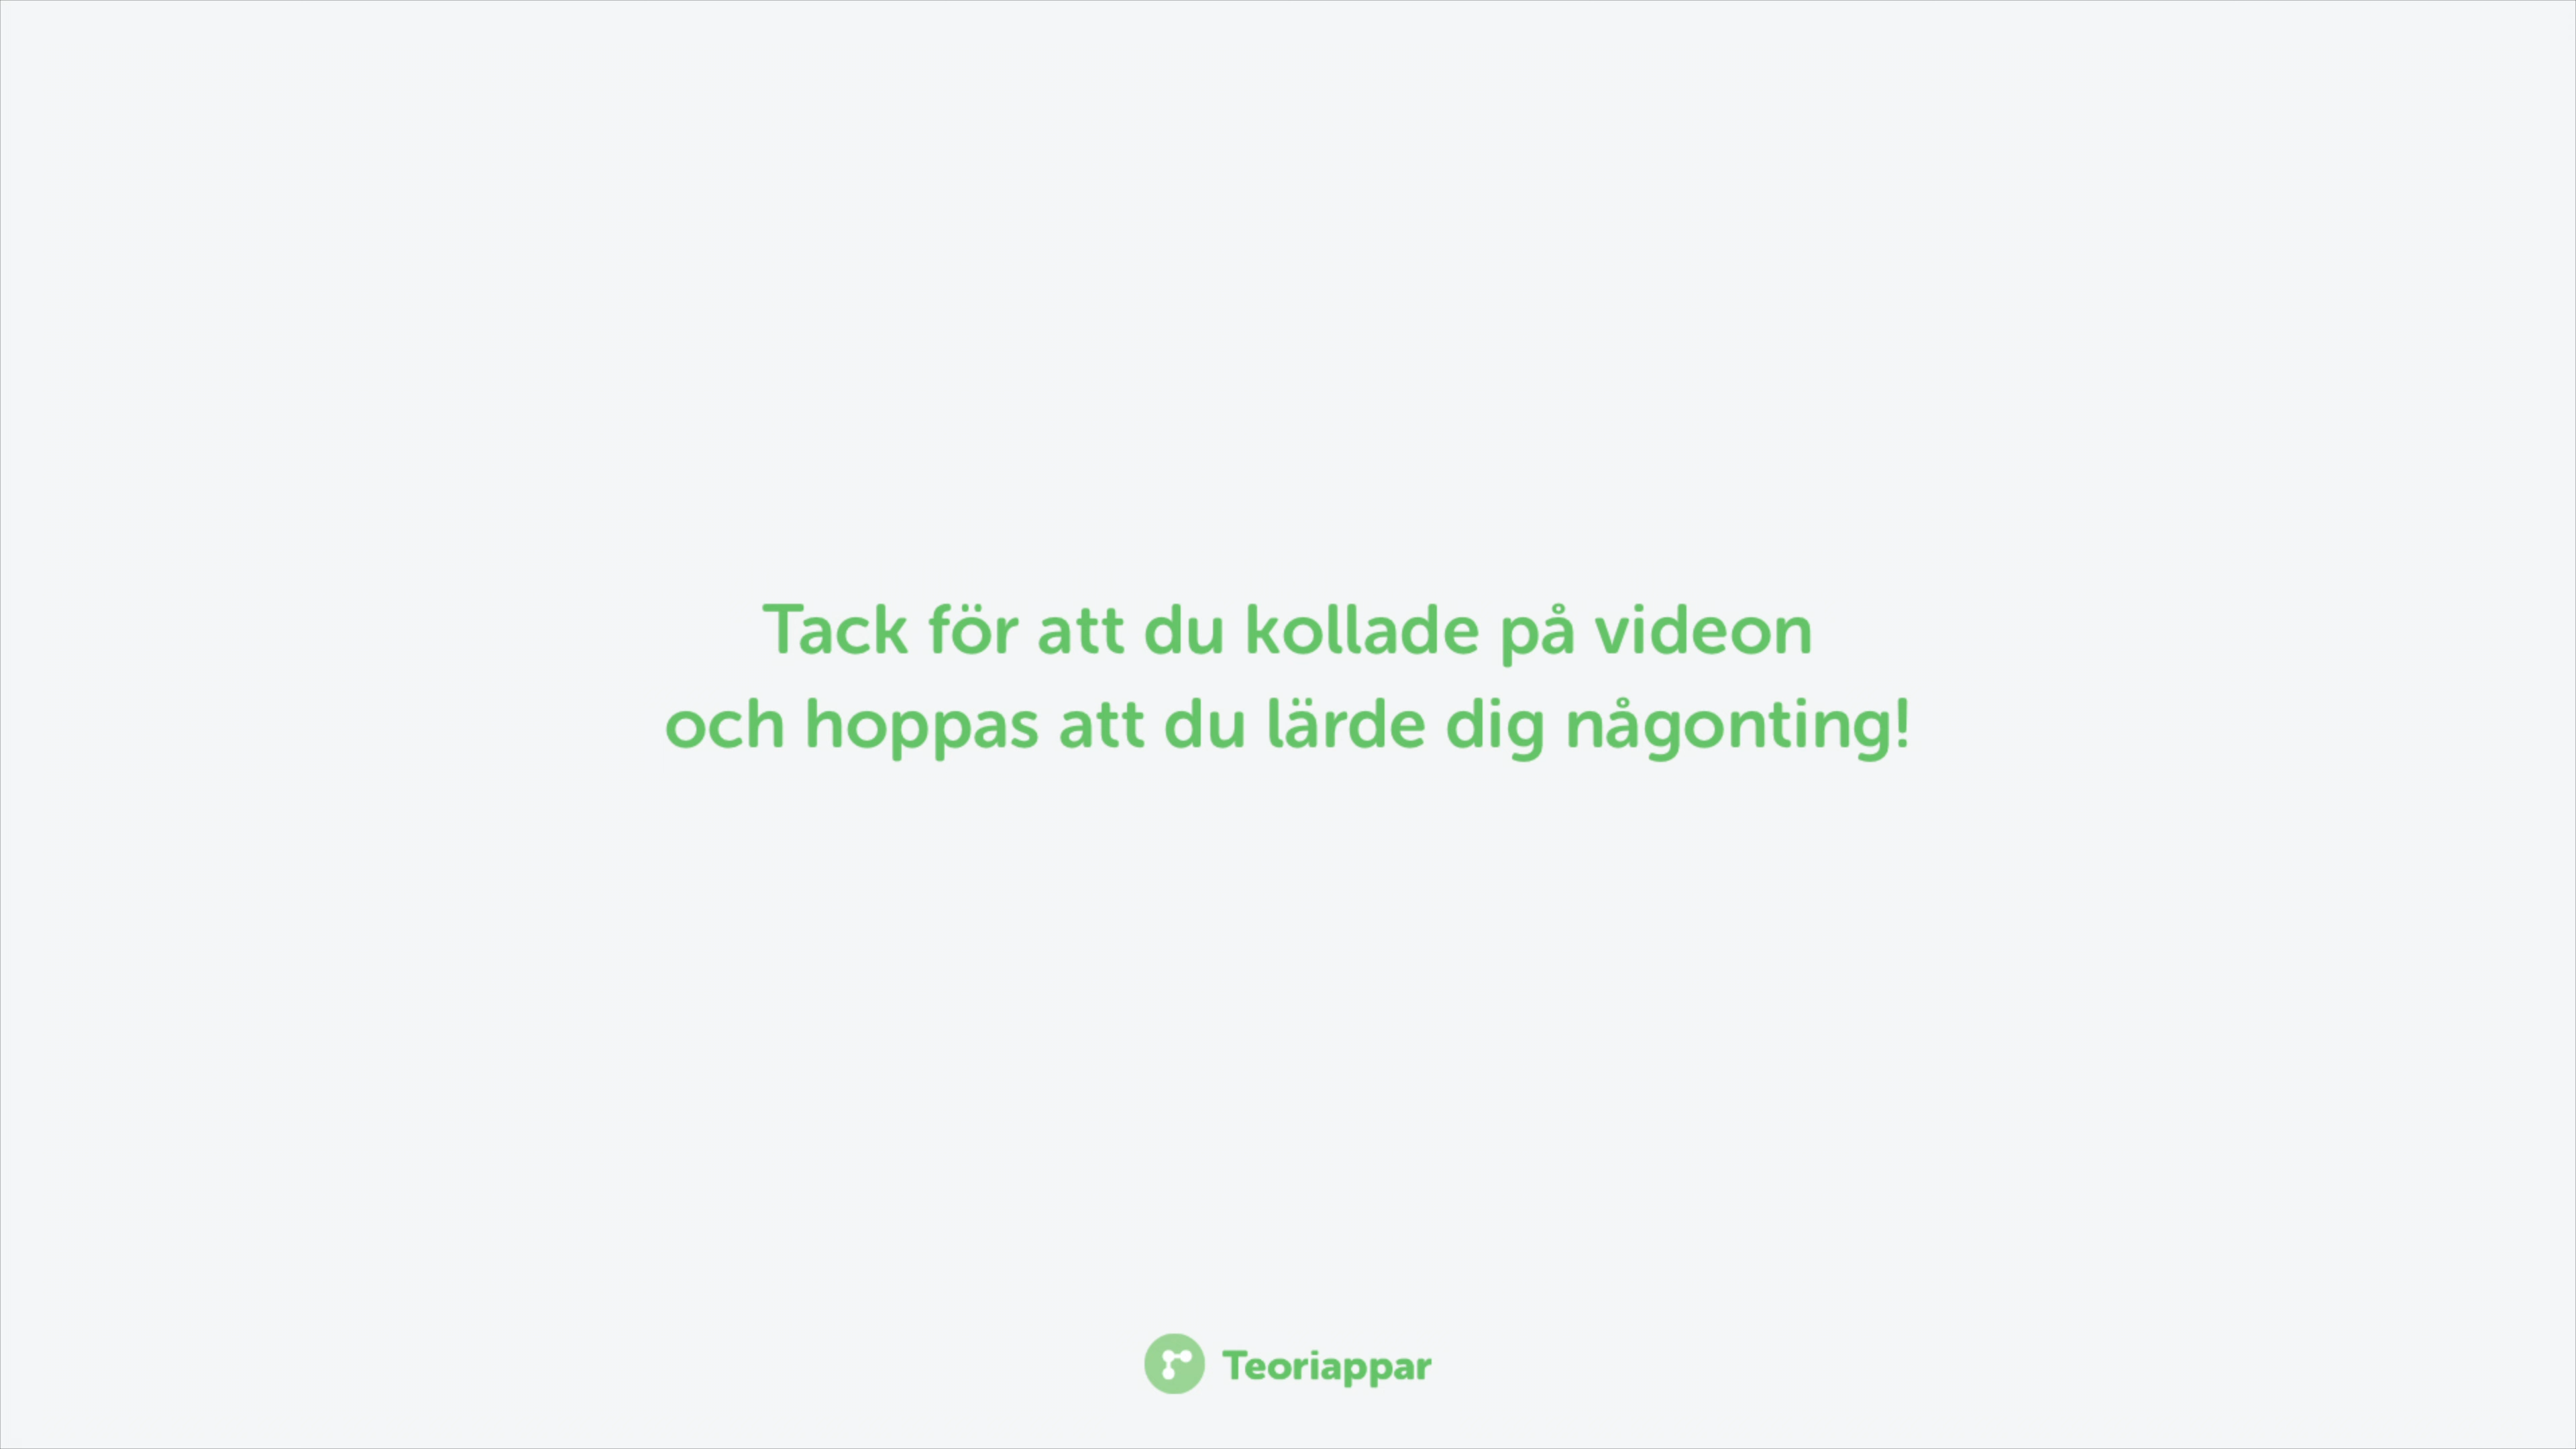 Tack för att du kollade på videon
och hoppas att du lärde dig någonting!
Teoriappar